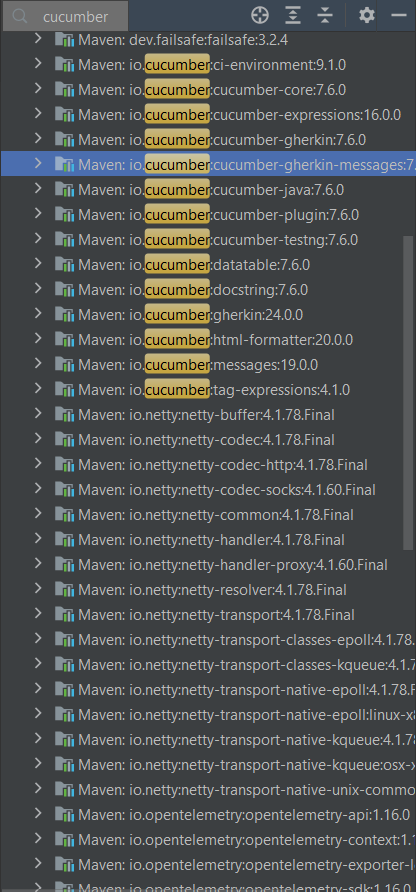 cucumber
Maven: dev.failsafe:failsafe:3.2.4
Maven: io.cucumber:ci-environment:9.1.0
Maven: io.cucumber:cucumber-core:7.6.0
Maven: io.cucumber:cucumber-expressions:16.0.0
Maven: io.cucumber:cucumber-gherkin:7.6.0
Maven: io.cucumber:cucumber-gherkin-messages:7.
Maven: io.cucumber:cucumber-java:7.6.0
Maven: io.cucumber:cucumber-plugin:7.6.0
Maven: io.cucumber:cucumber-testng:7.6.0
Maven: io.cucumber:datatable:7.6.0
Maven: io.cucumber:docstring:7.6.0
Maven: io.cucumber:gherkin:24.0.0
Maven: io.cucumber:html-formatter:20.0.0
Maven: io.cucumber:messages:19.0.0
Maven: io.cucumber:tag-expressions:4.1.0
Maven: io.netty:netty-buffer:4.1.78.Final
Maven: io.netty:netty-codec:4.1.78.Final
Maven: io.netty:netty-codec-http:4.1.78.Final
Maven: io.netty:netty-codec-socks:4.1.60.Final
Maven: io.netty:netty-common:4.1.78.Final
Maven: io.netty:netty-handler:4.1.78.Final
Maven: io.netty:netty-handler-proxy:4.1.60.Final
Maven: io.netty:netty-resolver:4.1.78.Final
Maven: io.netty:netty-transport:4.1.78.Final
Maven: io.netty:netty-transport-classes-epoll:4.1.78.
Maven: io.netty:netty-transport-classes-kqueue:4.1.7
Maven: io.netty:netty-transport-native-epoll:4.1.78.F
Maven: io.netty:netty-transport-native-epoll:linux-x8
Maven: io.netty:netty-transport-native-kqueue:4.1.78
Maven: io.netty:netty-transport-native-kqueue:osx-x
Maven: io.netty:netty-transport-native-unix-commo
Maven: io.opentelemetry:opentelemetry-api:1.16.0
Maven: io.opentelemetry:opentelemetry-context:1.1
Maven: io.opentelemetry:opentelemetry-exporter-l
Maven: io.opentelemetry:opentelemetry-sdk:1.16.0